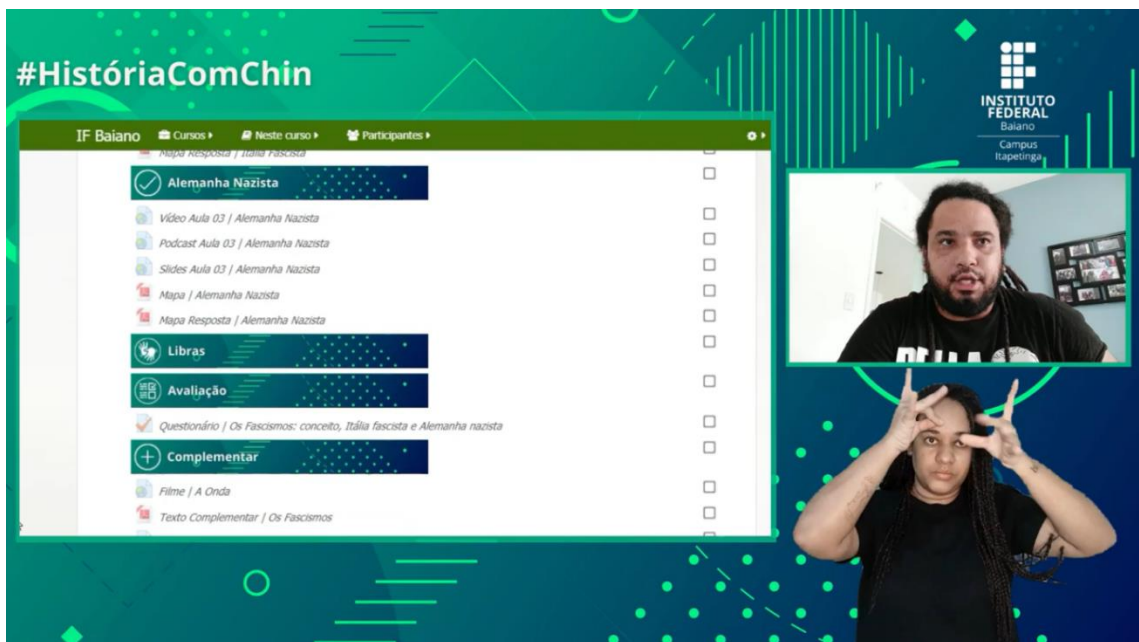 #HistóriaComChin
INSTITUTO
FEDERAL
Baiano
Campus
Itapetinga
IF Baiano Cursos Neste curso Participantes
Mapa Resposta | Itália Fascista
Alemanha Nazista
Vídeo Aula 03 | Alemanha Nazista
Podcast Aula 03 | Alemanha Nazista
Slides Aula 03 | Alemanha Nazista
Mapa | Alemanha Nazista
Mapa Resposta | Alemanha Nazista
Libras
Avaliação
Questionário | Os Fascismos: conceito, Itália fascista e Alemanha nazista
Complementar
Filme | A Onda
Texto Complementar | Os Fascismos